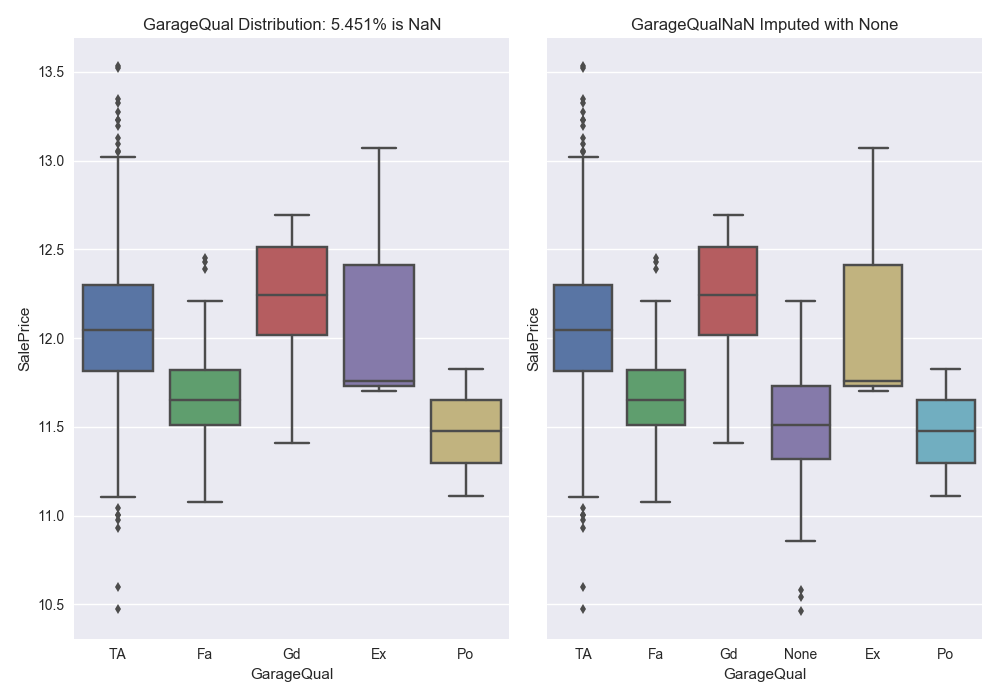 GarageQual Distribution: 5.451% is NaN
GarageQualNaN Imputed with None
13.5
13.0
12.5
12.0
11.5
11.0
10.5
SalePrice
SalePrice
TA Fa Gd Ex Po
TA Fa Gd None Ex Po
GarageQual
GarageQual